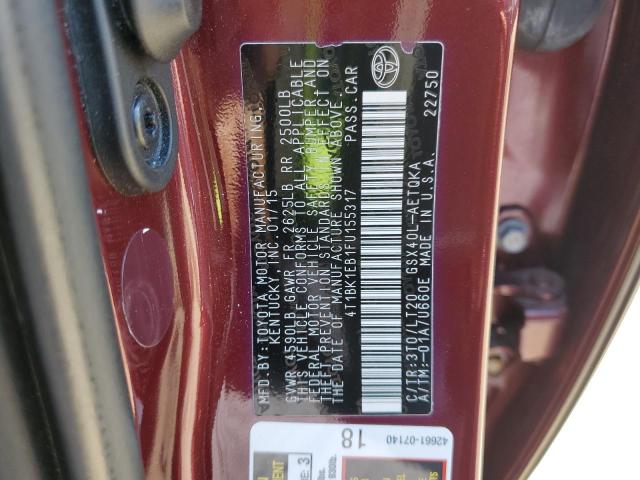 MFD.BY:TOYOTA MOTOR MANUFACTURING,
KENTUCKY, INC. 01/15
GVWR 4590LB GAWR FR 2625LB RR 2500LB
THIS VEHICLE CONFORMS TO ALL APPLICABLE
FEDERAL MOTOR VEHICLE SAFETY, BUMPER, AND
THEFT PREVENTION STANDARDS IN EFFECT ON
THE DATE OF MANUFACTURE SHOWN ABOVE.
4T1BK1EB1FU155317 PASS.CAR
C/TR:3T0/LT20 GSX40L-AETQKA
A/TM:-01A/U660E MADE IN U.S.A. 22750
42661-07140
18